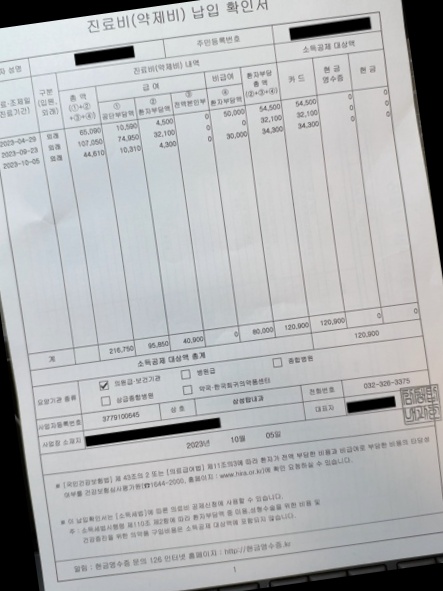 진료비(약제비) 납입 확인서
자 성명 주민등록번호
진료비(약제비) 내역 소득공제 대상액
료·조제일 구분 총 액 급 여 비급여 환자부담 카 드 현 금 현 금
진료기간) (입원, (①+② ① ② ③ ④ 총 액 영수증
외래) +③+④) 공단부담액 환자부담액 전액본인부 환자부담액 (②+③+④)
2023-04-29 외래 65,090 10,590 4,500 0 50,000 54,500 54,500 0 0
2023-09-23 외래 107,050 74,950 32,100 0 0 32,100 32,100 0 0
2023-10-05 외래 44,610 10,310 4,300 0 30,000 34,300 34,300 0 0
계 216,750 95,850 40,900 0 80,000 120,900 120,900 0 0
소득공제 대상액 총계 120,900
요양기관 종류 의원급·보건기관 병원급 종합병원
상급종합병원 약국·한국희귀의약품센터
사업자등록번호 3779100645 상 호 삼성탑내과 전화번호 032-326-3375
사업장 소재지 대표자
2023년 10월 05일
※ [국민건강보험법] 제 43조의 2 또는 [의료급여법] 제11조의3에 따라 환자가 전액 부담한 비용과 비급여로 부담한 비용의 타당성
여부를 건강보험심사평가원(☎1644-2000, 홈페이지 : www.hira.or.kr)에 확인 요청하실 수 있습니다.
※ 이 납입확인서는 [소득세법]에 따른 의료비 공제신청에 사용할 수 있습니다.
주 : 소득세법시행령 제110조 제2항에 따라 환자부담액 중 미용,성형수술을 위한 비용 및
건강증진을 위한 의약품 구입비용은 소득공제 대상액에 포함되지 않습니다.
알림 : 현금영수증 문의 126 인터넷 홈페이지 : http://현금영수증.kr
1